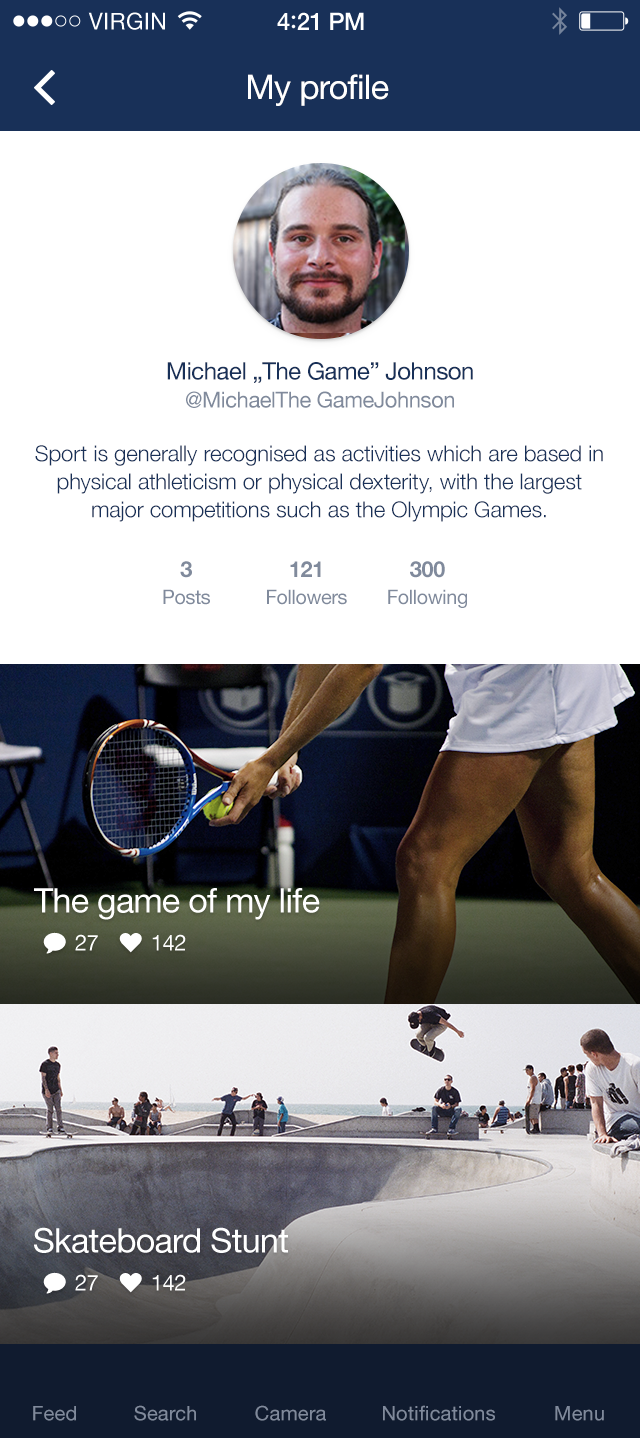 VIRGIN 4:21 PM
My profile
Michael „The Game” Johnson
@MichaelThe GameJohnson
Sport is generally recognised as activities which are based in
physical athleticism or physical dexterity, with the largest
major competitions such as the Olympic Games.
3 121 300
Posts Followers Following
The game of my life
27 142
Skateboard Stunt
27 142
Feed Search Camera Notifications Menu